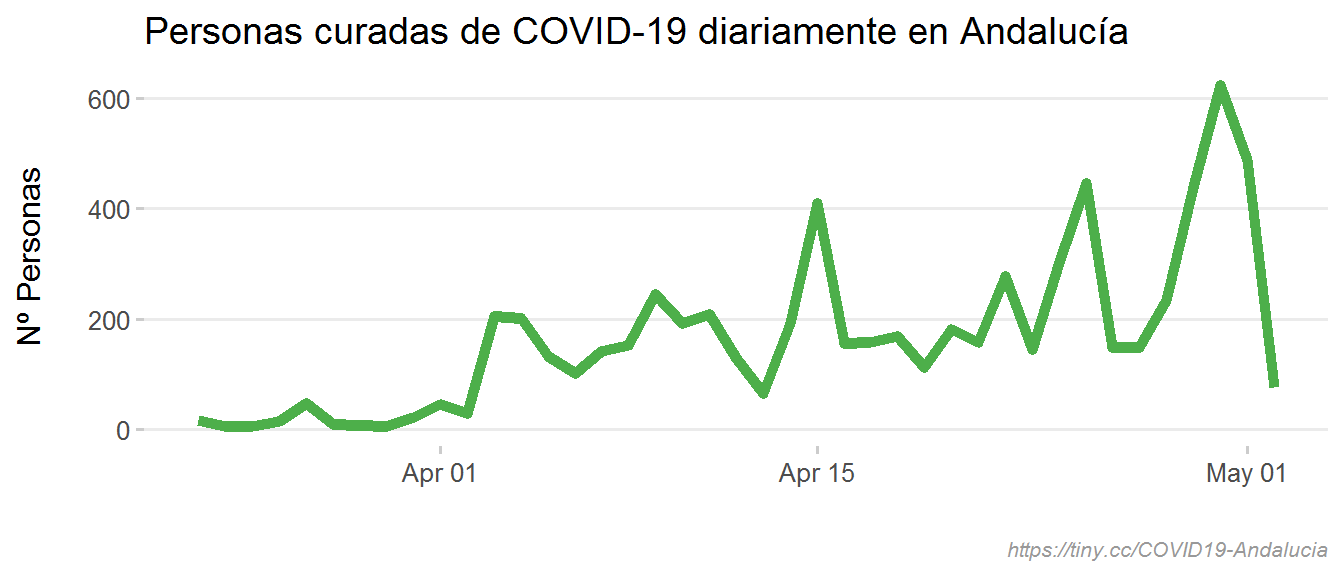 Personas curadas de COVID-19 diariamente en Andalucía
600
400
200
0
Nº Personas
Apr 01
Apr 15
May 01
https://tiny.cc/COVID19-Andalucia